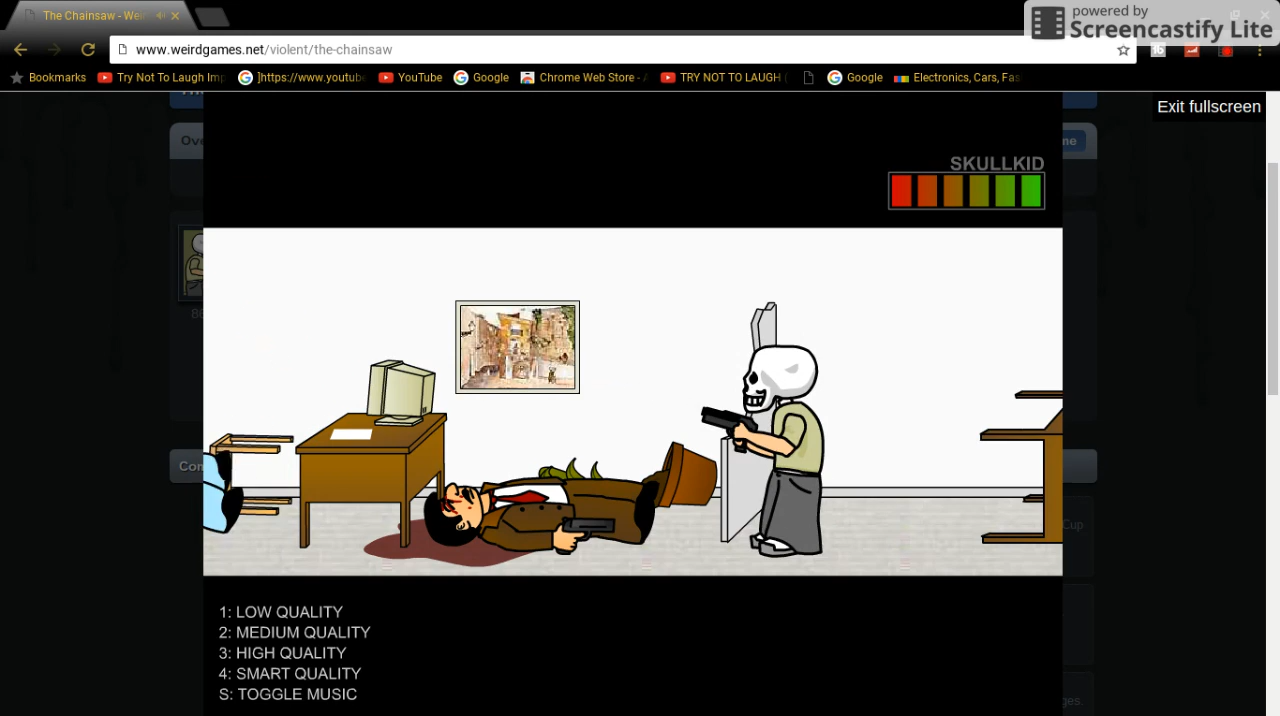 The Chainsaw - Wei
powered by
Screencastify Lite
www.weirdgames.net/violent/the-chainsaw
Bookmarks
Try Not To Laugh Imp
]https://www.youtube
YouTube
Google
Chrome Web Store - A
TRY NOT TO LAUGH (
Google
Electronics, Cars, Fas
Exit fullscreen
SKULLKID
1: LOW QUALITY
2: MEDIUM QUALITY
3: HIGH QUALITY
4: SMART QUALITY
S: TOGGLE MUSIC
Cup